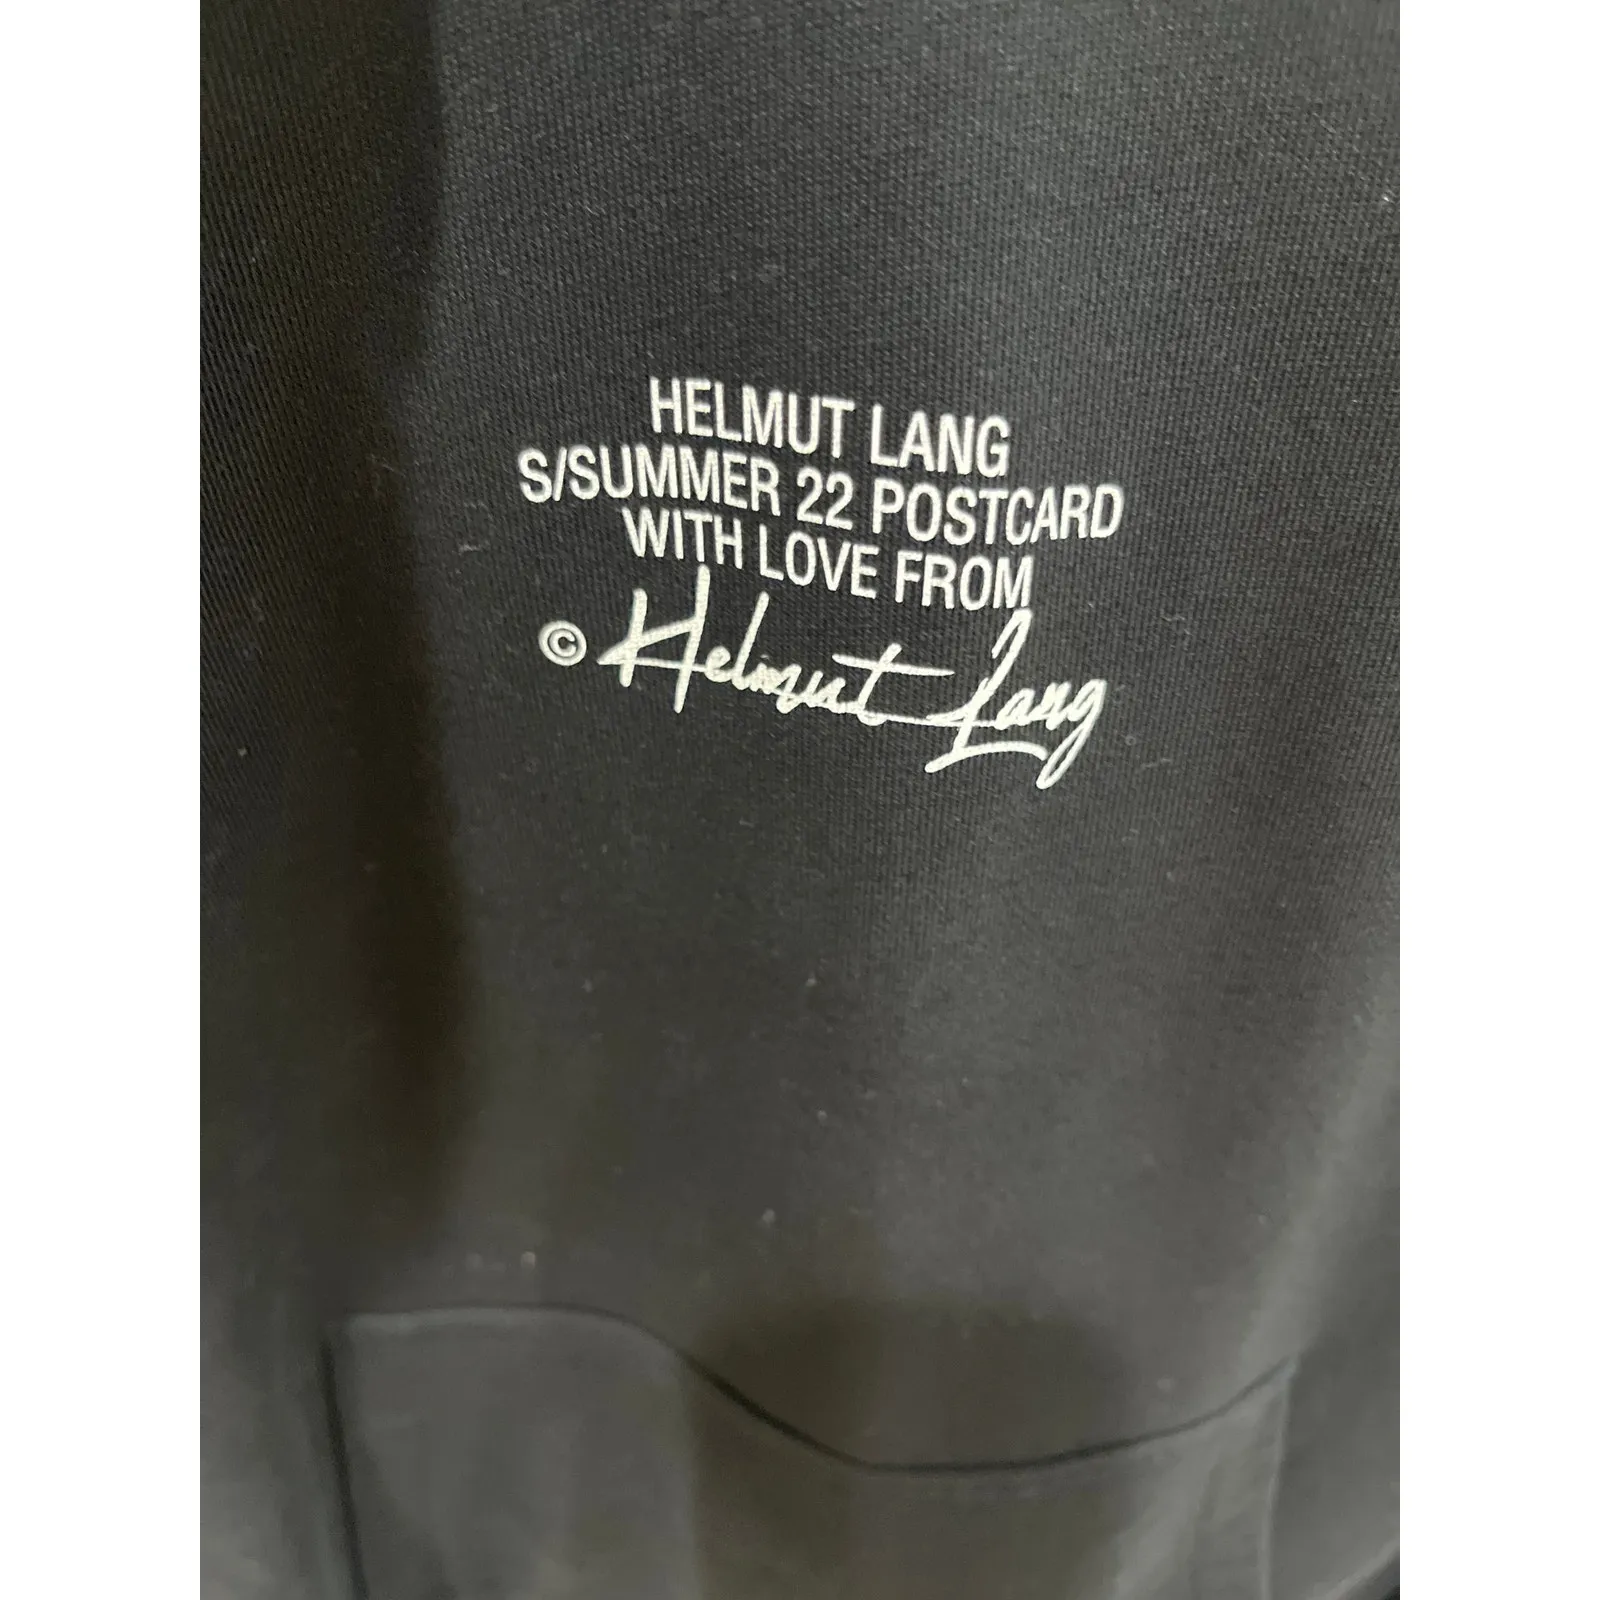 HELMUT LANG
S/SUMMER 22 POSTCARD
WITH LOVE FROM
© Helmut Lang